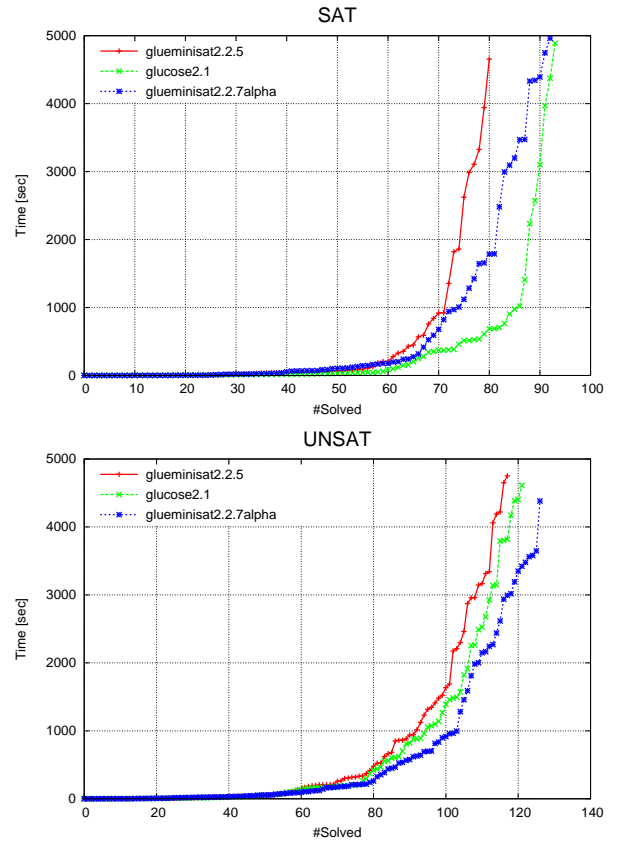 SAT
5000
4000
3000
2000
1000
0
Time [sec]
glueminisat2.2.5
glucose2.1
glueminisat2.2.7alpha
0 10 20 30 40 50 60 70 80 90 100
#Solved
UNSAT
5000
4000
3000
2000
1000
0
Time [sec]
glueminisat2.2.5
glucose2.1
glueminisat2.2.7alpha
0 20 40 60 80 100 120 140
#Solved